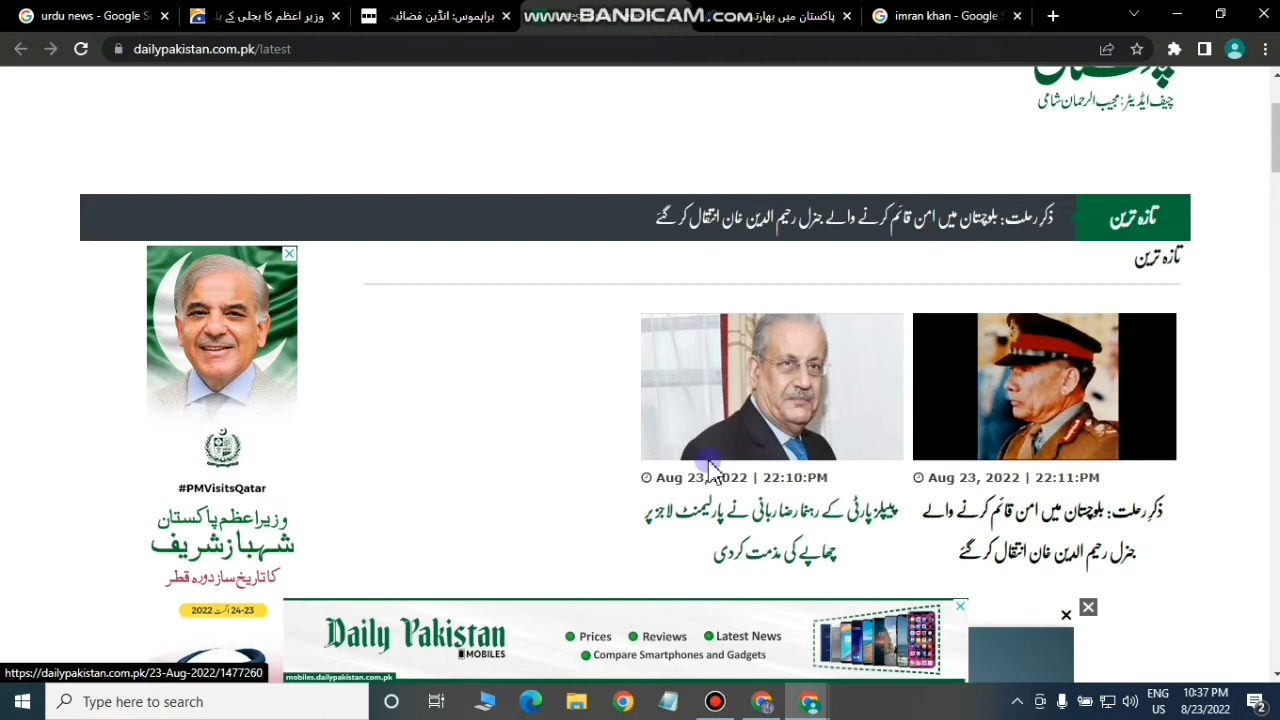 urdu news - Google S
وزیر اعظم کا بجلی کے بلو
براہموس: انڈین فضائیہ
WWW.BANDICAM.COM
پاکستان میں بھارت
imran khan - Google S
dailypakistan.com.pk/latest
چیف ایڈیٹر: مجیب الرحمان شامی
تازہ ترین
ذکرِ رحلت: بلوچستان میں امن قائم کرنے والے جنرل رحیم الدین خان انتقال کر گئے
تازہ ترین
Aug 23, 2022 | 22:11:PM
ذکرِ رحلت: بلوچستان میں امن قائم کرنے والے
جنرل رحیم الدین خان انتقال کر گئے
Aug 23, 2022 | 22:10:PM
پیپلز پارٹی کے رہنما رضا ربانی نے پارلیمنٹ لاجز پر
چھاپے کی مذمت کردی
#PMVisitsQatar
وزیراعظم پاکستان
شہباز شریف
کا تاریخ ساز دورہ قطر
23-24 اگست 2022
Daily Pakistan
MOBILES
Prices
Reviews
Latest News
Compare Smartphones and Gadgets
mobiles.dailypakistan.com.pk
https://dailypakistan.com.pk/23-Aug-2022/1477260
Type here to search
ENG
US
10:37 PM
8/23/2022
2